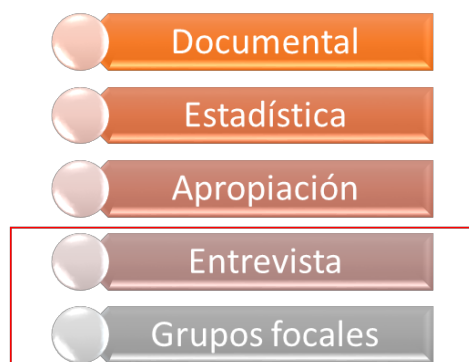 Documental
Estadística
Apropiación
Entrevista
Grupos focales